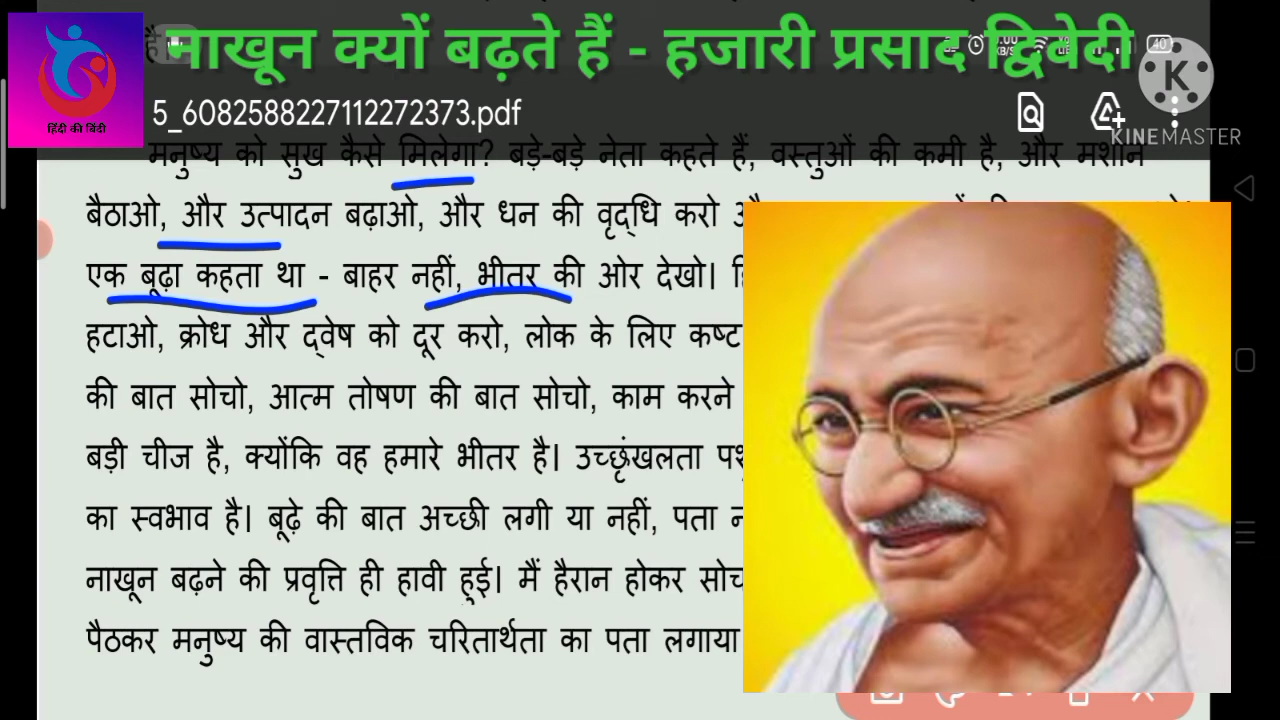 नाखून क्यों बढ़ते हैं - हजारी प्रसाद द्विवेदी
हिंदी की बिंदी
5_6082588227112272373.pdf
KINEMASTER
मनुष्य को सुख कैसे मिलेगा? बड़े-बड़े नेता कहते हैं, वस्तुओं की कमी है, और मशीन
बैठाओ, और उत्पादन बढ़ाओ, और धन की वृद्धि करो
एक बूढ़ा कहता था - बाहर नहीं, भीतर की ओर देखो।
हटाओ, क्रोध और द्वेष को दूर करो, लोक के लिए कष्ट
की बात सोचो, आत्म तोषण की बात सोचो, काम करने
बड़ी चीज है, क्योंकि वह हमारे भीतर है। उच्छृंखलता
का स्वभाव है। बूढ़े की बात अच्छी लगी या नहीं, पता
नाखून बढ़ने की प्रवृत्ति ही हावी हुई। मैं हैरान होकर
पैठकर मनुष्य की वास्तविक चरितार्थता का पता लगाया